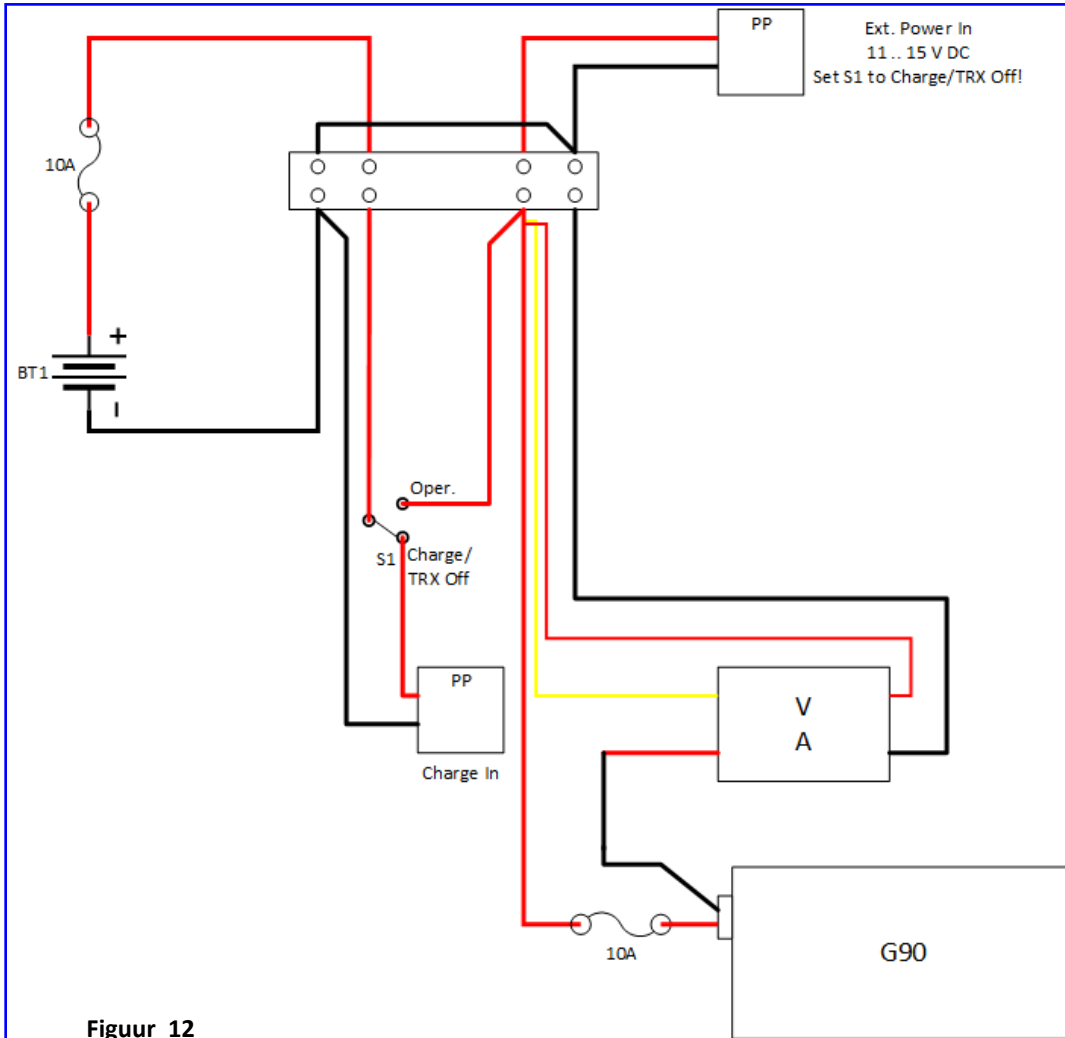 PP
Ext. Power In
11 .. 15 V DC
Set S1 to Charge/TRX Off!
10A
+
BT1
Oper.
S1
Charge/
TRX Off
PP
Charge In
V
A
10A
G90
Figuur 12